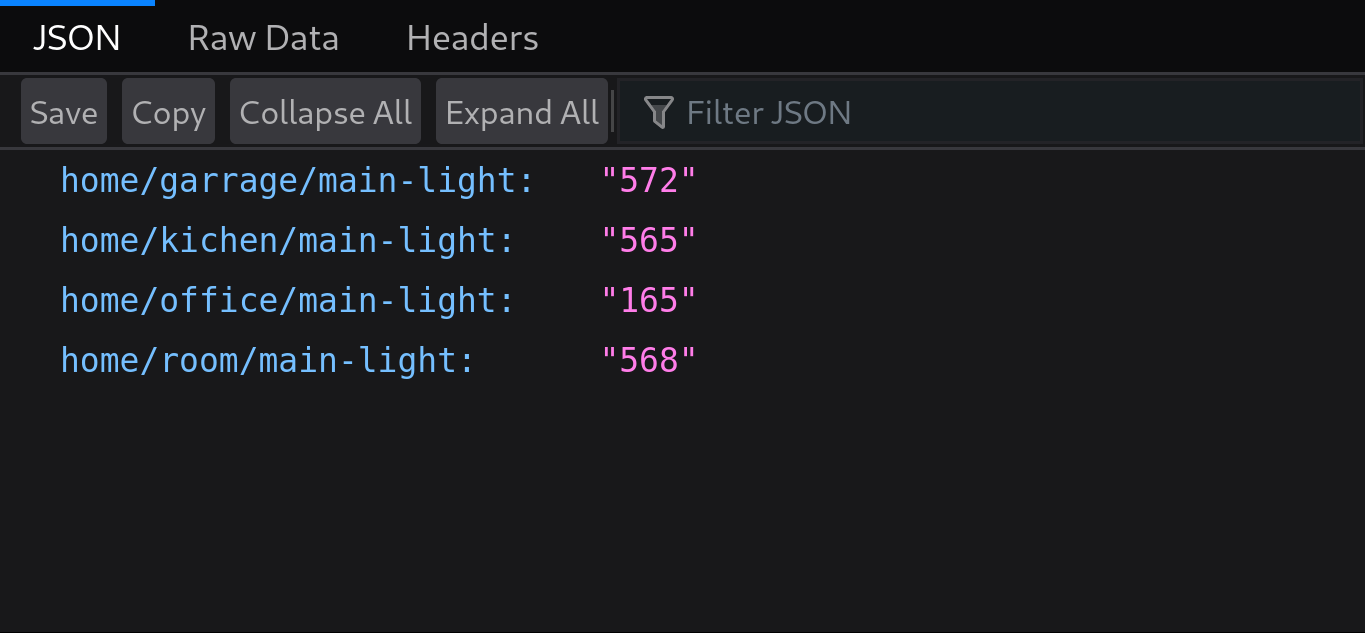 JSON Raw Data Headers
Save Copy Collapse All Expand All Filter JSON
home/garrage/main-light: "572"
home/kichen/main-light: "565"
home/office/main-light: "165"
home/room/main-light: "568"